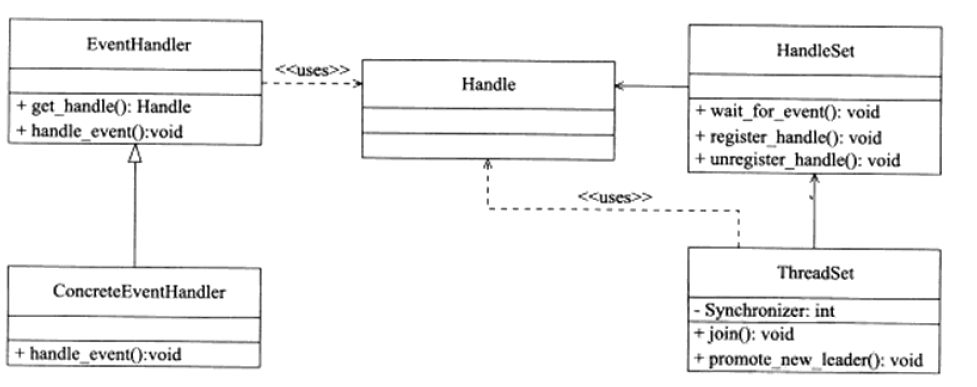 EventHandler
+ get_handle(): Handle
+ handle_event():void
<<uses>>
Handle
HandleSet
+ wait_for_event(): void
+ register_handle(): void
+ unregister_handle(): void
<<uses>>
ConcreteEventHandler
+ handle_event():void
ThreadSet
- Synchronizer: int
+ join(): void
+ promote_new_leader(): void